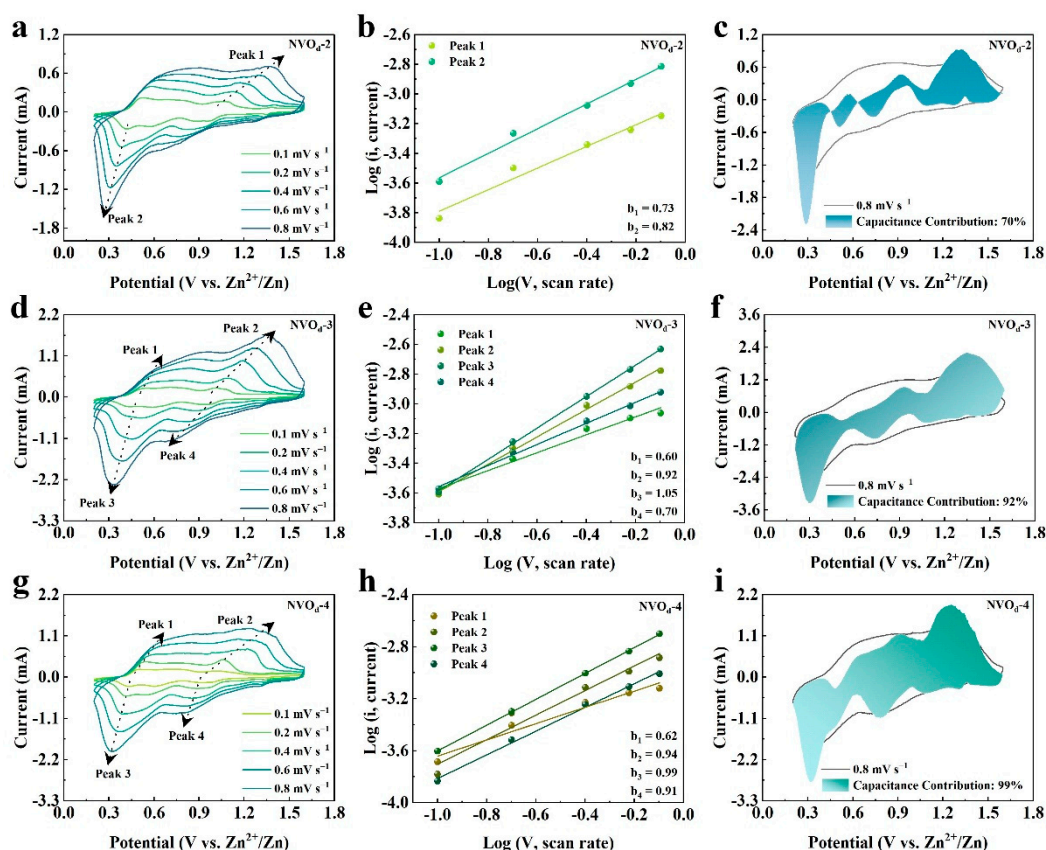 a
NVO_d-2
Peak 1
Peak 2
0.1 mV s⁻¹
0.2 mV s⁻¹
0.4 mV s⁻¹
0.6 mV s⁻¹
0.8 mV s⁻¹
1.2
0.6
0.0
-0.6
-1.2
-1.8
Current (mA)
0.0 0.3 0.6 0.9 1.2 1.5 1.8
Potential (V vs. Zn²⁺/Zn)
b
NVO_d-2
Peak 1
Peak 2
b₁ = 0.73
b₂ = 0.82
-2.4
-2.8
-3.2
-3.6
-4.0
Log (i, current)
-1.0 -0.8 -0.6 -0.4 -0.2 0.0
Log(V, scan rate)
c
NVO_d-2
0.8 mV s⁻¹
Capacitance Contribution: 70%
1.2
0.6
0.0
-0.6
-1.2
-1.8
-2.4
Current (mA)
0.0 0.3 0.6 0.9 1.2 1.5 1.8
Potential (V vs. Zn²⁺/Zn)
d
NVO_d-3
Peak 1
Peak 2
Peak 3
Peak 4
0.1 mV s⁻¹
0.2 mV s⁻¹
0.4 mV s⁻¹
0.6 mV s⁻¹
0.8 mV s⁻¹
2.2
1.1
0.0
-1.1
-2.2
-3.3
Current (mA)
0.0 0.3 0.6 0.9 1.2 1.5 1.8
Potential (V vs. Zn²⁺/Zn)
e
NVO_d-3
Peak 1
Peak 2
Peak 3
Peak 4
b₁ = 0.60
b₂ = 0.92
b₃ = 1.05
b₄ = 0.70
-2.4
-2.6
-2.8
-3.0
-3.2
-3.4
-3.6
-3.8
Log (i, current)
-1.0 -0.8 -0.6 -0.4 -0.2 0.0
Log (V, scan rate)
f
NVO_d-3
0.8 mV s⁻¹
Capacitance Contribution: 92%
3.6
2.4
1.2
0.0
-1.2
-2.4
-3.6
Current (mA)
0.0 0.3 0.6 0.9 1.2 1.5 1.8
Potential (V vs. Zn²⁺/Zn)
g
NVO_d-4
Peak 1
Peak 2
Peak 3
Peak 4
0.1 mV s⁻¹
0.2 mV s⁻¹
0.4 mV s⁻¹
0.6 mV s⁻¹
0.8 mV s⁻¹
2.2
1.1
0.0
-1.1
-2.2
-3.3
Current (mA)
0.0 0.3 0.6 0.9 1.2 1.5 1.8
Potential (V vs. Zn²⁺/Zn)
h
NVO_d-4
Peak 1
Peak 2
Peak 3
Peak 4
b₁ = 0.62
b₂ = 0.94
b₃ = 0.99
b₄ = 0.91
-2.4
-2.8
-3.2
-3.6
-4.0
Log (i, current)
-1.0 -0.8 -0.6 -0.4 -0.2 0.0
Log (V, scan rate)
i
NVO_d-4
0.8 mV s⁻¹
Capacitance Contribution: 99%
2.2
1.1
0.0
-1.1
-2.2
-3.3
Current (mA)
0.0 0.3 0.6 0.9 1.2 1.5 1.8
Potential (V vs. Zn²⁺/Zn)